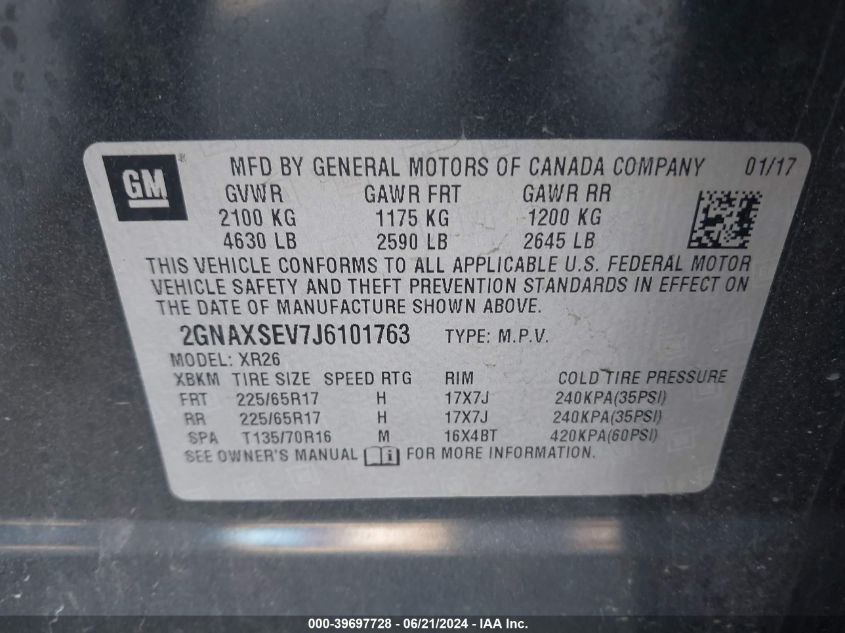 GM ® MFD BY GENERAL MOTORS OF CANADA COMPANY 01/17
GVWR GAWR FRT GAWR RR
2100 KG 1175 KG 1200 KG
4630 LB 2590 LB 2645 LB
THIS VEHICLE CONFORMS TO ALL APPLICABLE U.S. FEDERAL MOTOR
VEHICLE SAFETY AND THEFT PREVENTION STANDARDS IN EFFECT ON
THE DATE OF MANUFACTURE SHOWN ABOVE.
2GNAXSEV7J6101763 TYPE: M.P.V.
MODEL: XR26
XBKM TIRE SIZE SPEED RTG RIM COLD TIRE PRESSURE
FRT 225/65R17 H 17X7J 240KPA(35PSI)
RR 225/65R17 H 17X7J 240KPA(35PSI)
SPA T135/70R16 M 16X4BT 420KPA(60PSI)
SEE OWNER'S MANUAL FOR MORE INFORMATION.
000-39697728 - 06/21/2024 - IAA Inc.